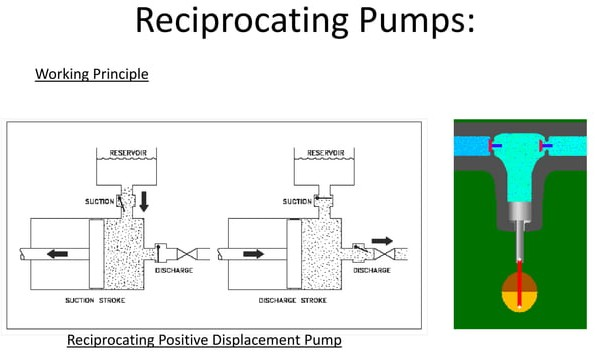 Reciprocating Pumps:
Working Principle
RESERVOIR
RESERVOIR
SUCTION
SUCTION
DISCHARGE
DISCHARGE
SUCTION STROKE
DISCHARGE STROKE
Reciprocating Positive Displacement Pump